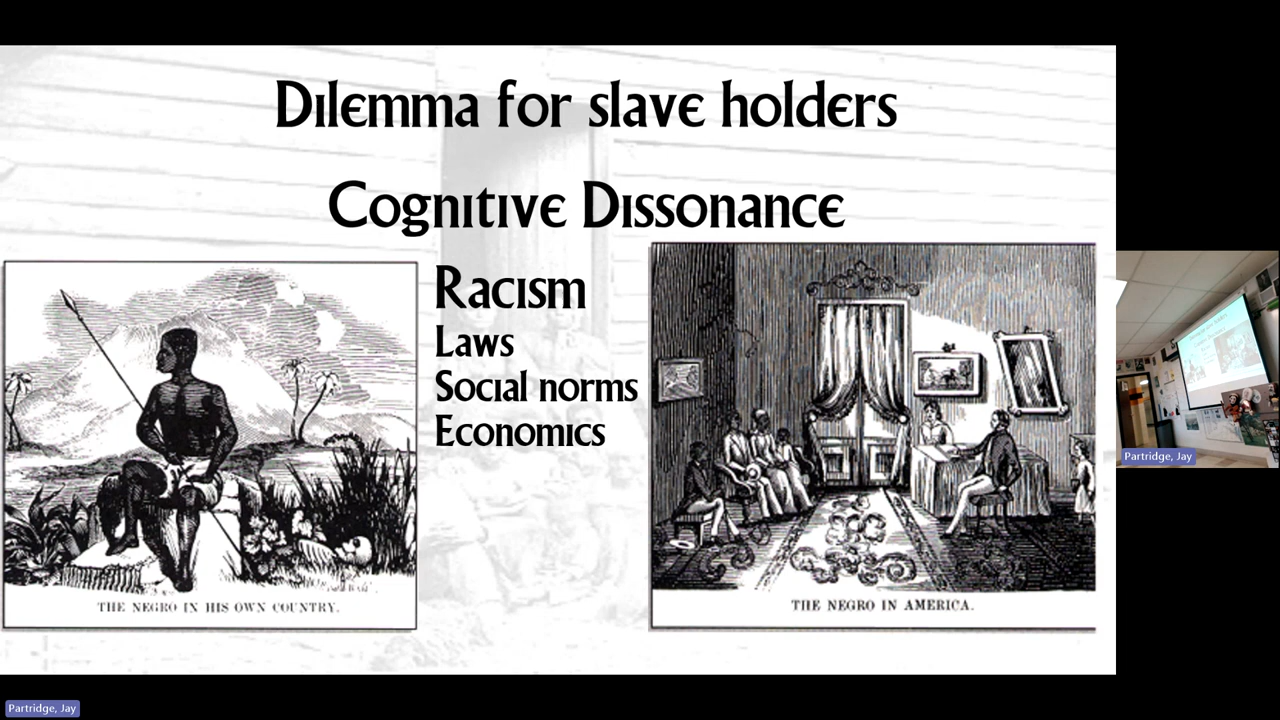 Dilemma for slave holders
Cognitive Dissonance
Racism
Laws
Social norms
Economics
THE NEGRO IN HIS OWN COUNTRY.
THE NEGRO IN AMERICA.
Partridge, Jay
Partridge, Jay